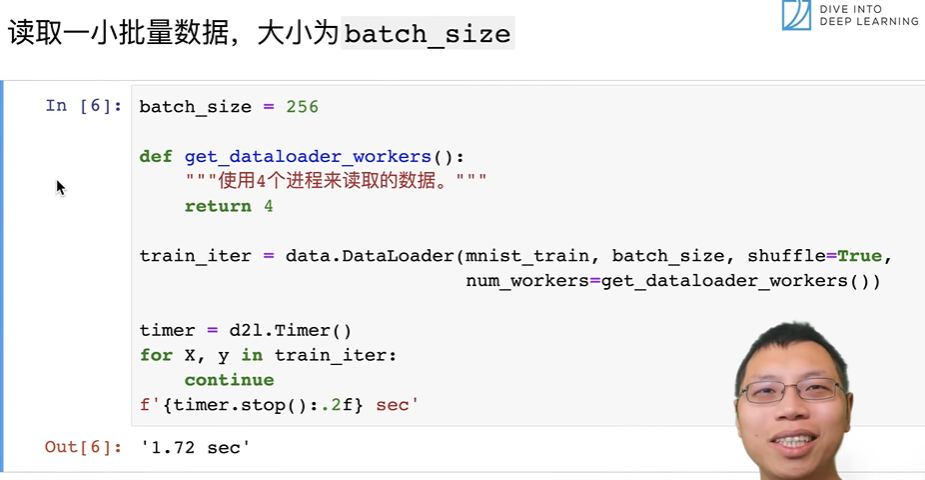 读取一小批量数据，大小为batch_size
DIVE INTO
DEEP LEARNING
In [6]:
batch_size = 256
def get_dataloader_workers():
"""使用4个进程来读取的数据。"""
return 4
train_iter = data.DataLoader(mnist_train, batch_size, shuffle=True,
num_workers=get_dataloader_workers())
timer = d2l.Timer()
for X, y in train_iter:
continue
f'{timer.stop():.2f} sec'
Out[6]: '1.72 sec'